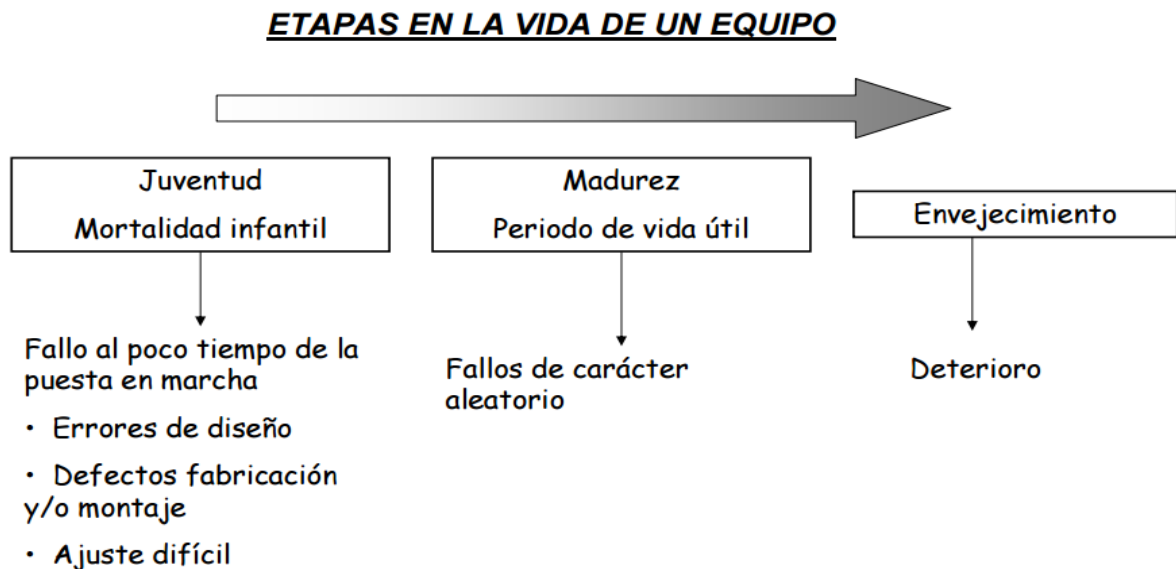 ETAPAS EN LA VIDA DE UN EQUIPO
Juventud
Mortalidad infantil
Madurez
Periodo de vida útil
Envejecimiento
Fallo al poco tiempo de la
puesta en marcha
• Errores de diseño
• Defectos fabricación
y/o montaje
• Ajuste difícil
Fallos de carácter
aleatorio
Deterioro